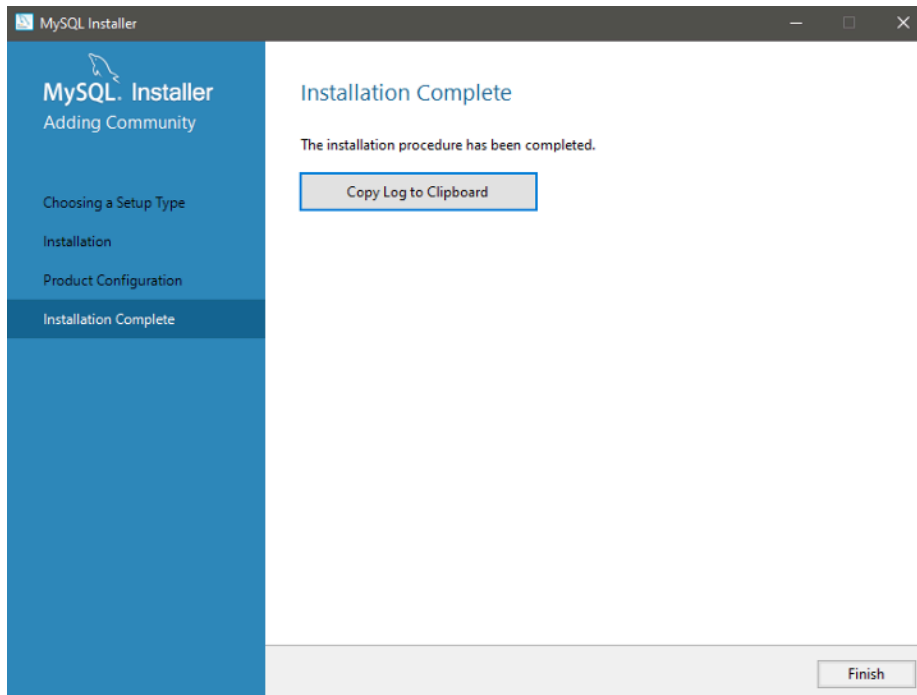 MySQL Installer
MySQL. Installer
Adding Community
Choosing a Setup Type
Installation
Product Configuration
Installation Complete
Installation Complete
The installation procedure has been completed.
Copy Log to Clipboard
Finish